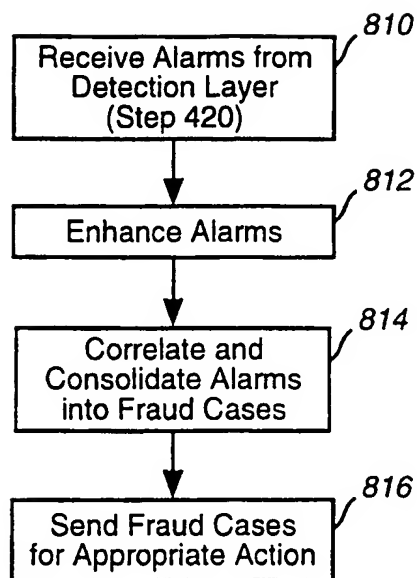 810
Receive Alarms from
Detection Layer
(Step 420)
812
Enhance Alarms
814
Correlate and
Consolidate Alarms
into Fraud Cases
816
Send Fraud Cases
for Appropriate Action